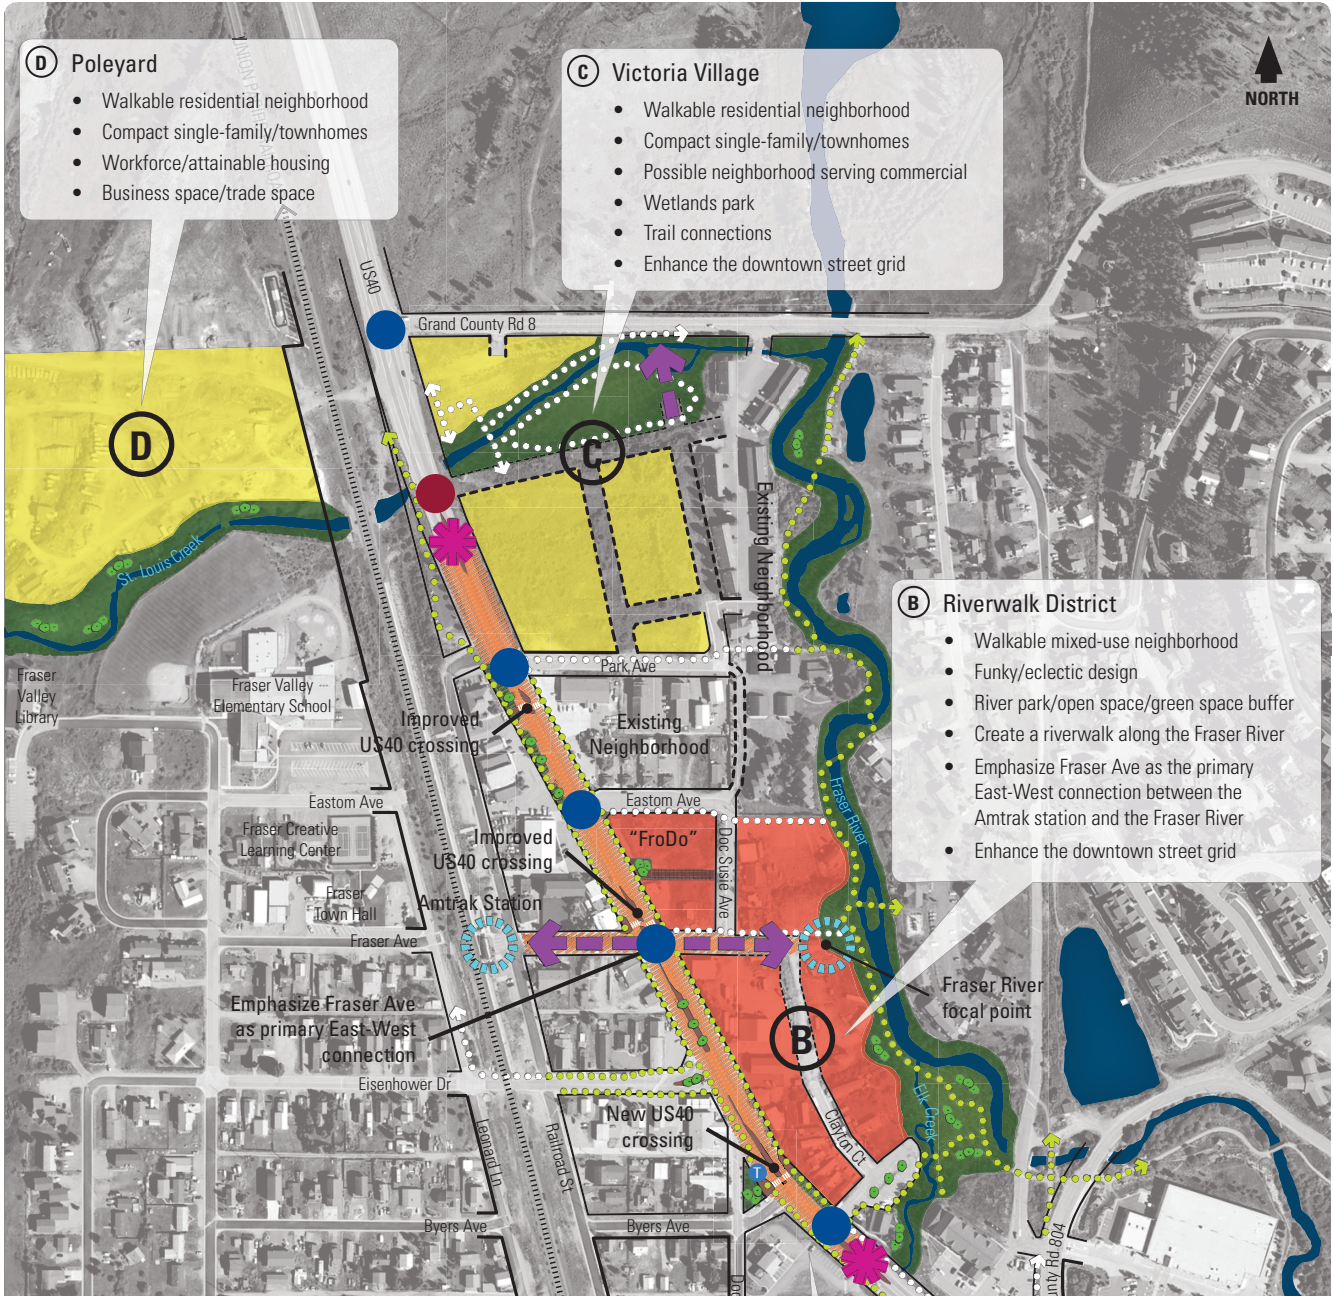 D Poleyard
• Walkable residential neighborhood
• Compact single-family/townhomes
• Workforce/attainable housing
• Business space/trade space
C Victoria Village
• Walkable residential neighborhood
• Compact single-family/townhomes
• Possible neighborhood serving commercial
• Wetlands park
• Trail connections
• Enhance the downtown street grid
NORTH
US40
Grand County Rd 8
D
C
St. Louis Creek
Existing Neighborhood
B Riverwalk District
• Walkable mixed-use neighborhood
• Funky/eclectic design
• River park/open space/green space buffer
• Create a riverwalk along the Fraser River
• Emphasize Fraser Ave as the primary
East-West connection between the
Amtrak station and the Fraser River
• Enhance the downtown street grid
Fraser
Valley
Library
Fraser Valley
Elementary School
Park Ave
Improved
US40 crossing
Existing
Neighborhood
Eastom Ave
Eastom Ave
Fraser River
Fraser Creative
Learning Center
Improved
US40 crossing
"FroDo"
Doc Susie Ave
Fraser
Town Hall
Amtrak Station
Fraser Ave
Emphasize Fraser Ave
as primary East-West
connection
Fraser River
focal point
B
Eisenhower Dr
Elk Creek
New US40
crossing
Clayton Ct
Leonard Ln
Railroad St
T
Byers Ave
Byers Ave
Doc
nty Rd 804